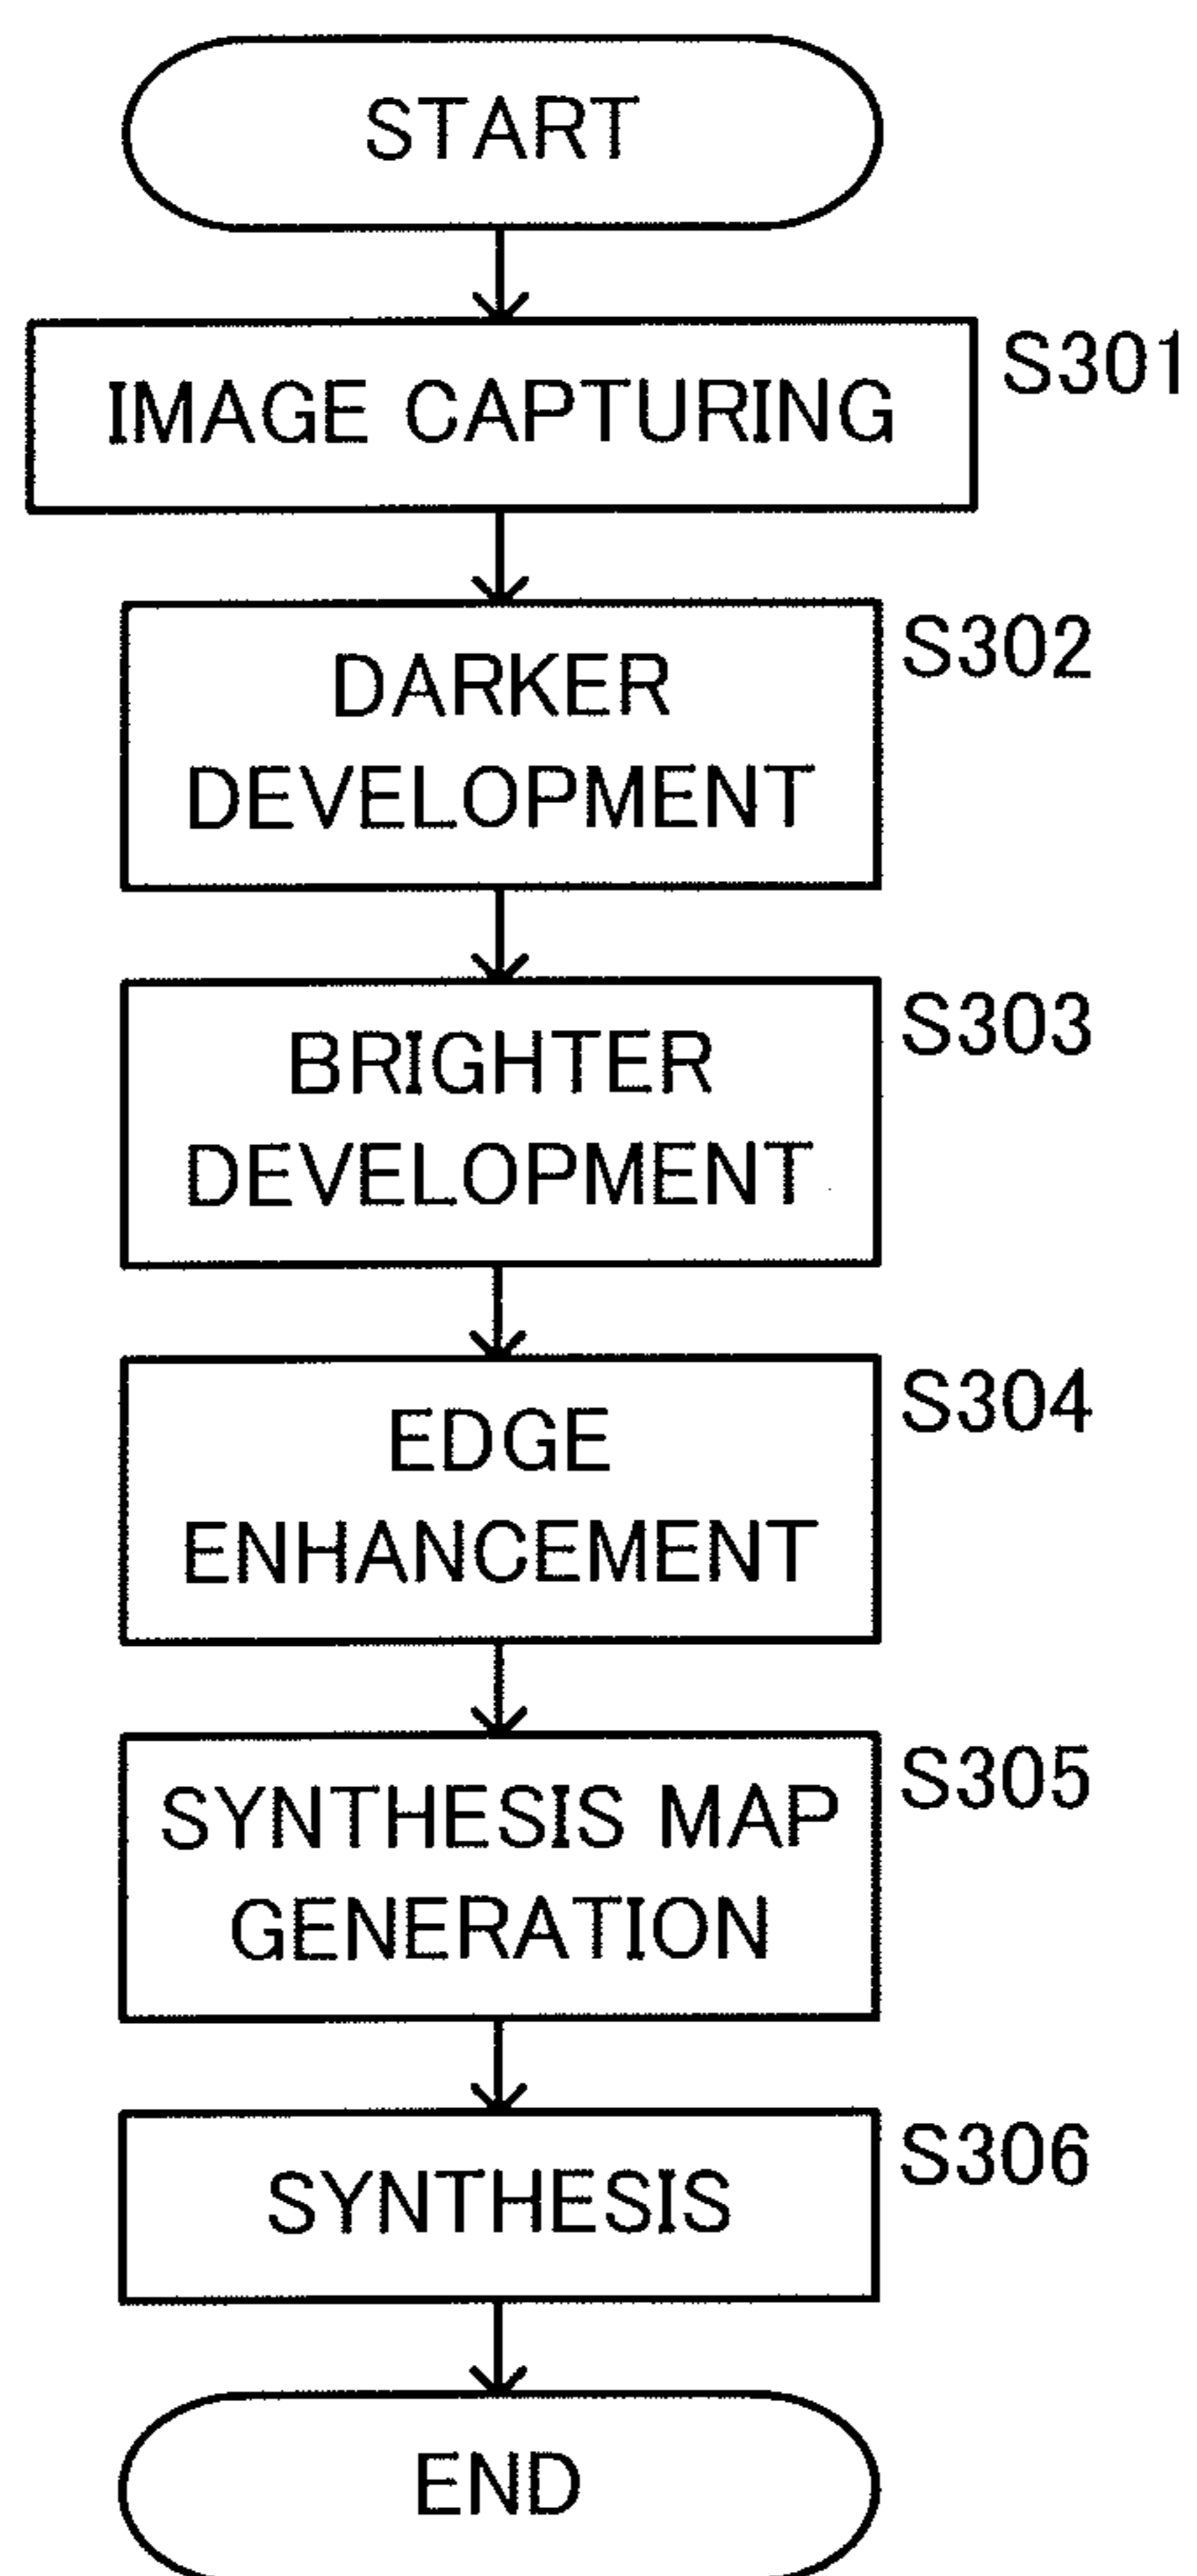 START
IMAGE CAPTURING
S301
DARKER
DEVELOPMENT
S302
BRIGHTER
DEVELOPMENT
S303
EDGE
ENHANCEMENT
S304
SYNTHESIS MAP
GENERATION
S305
SYNTHESIS
S306
END